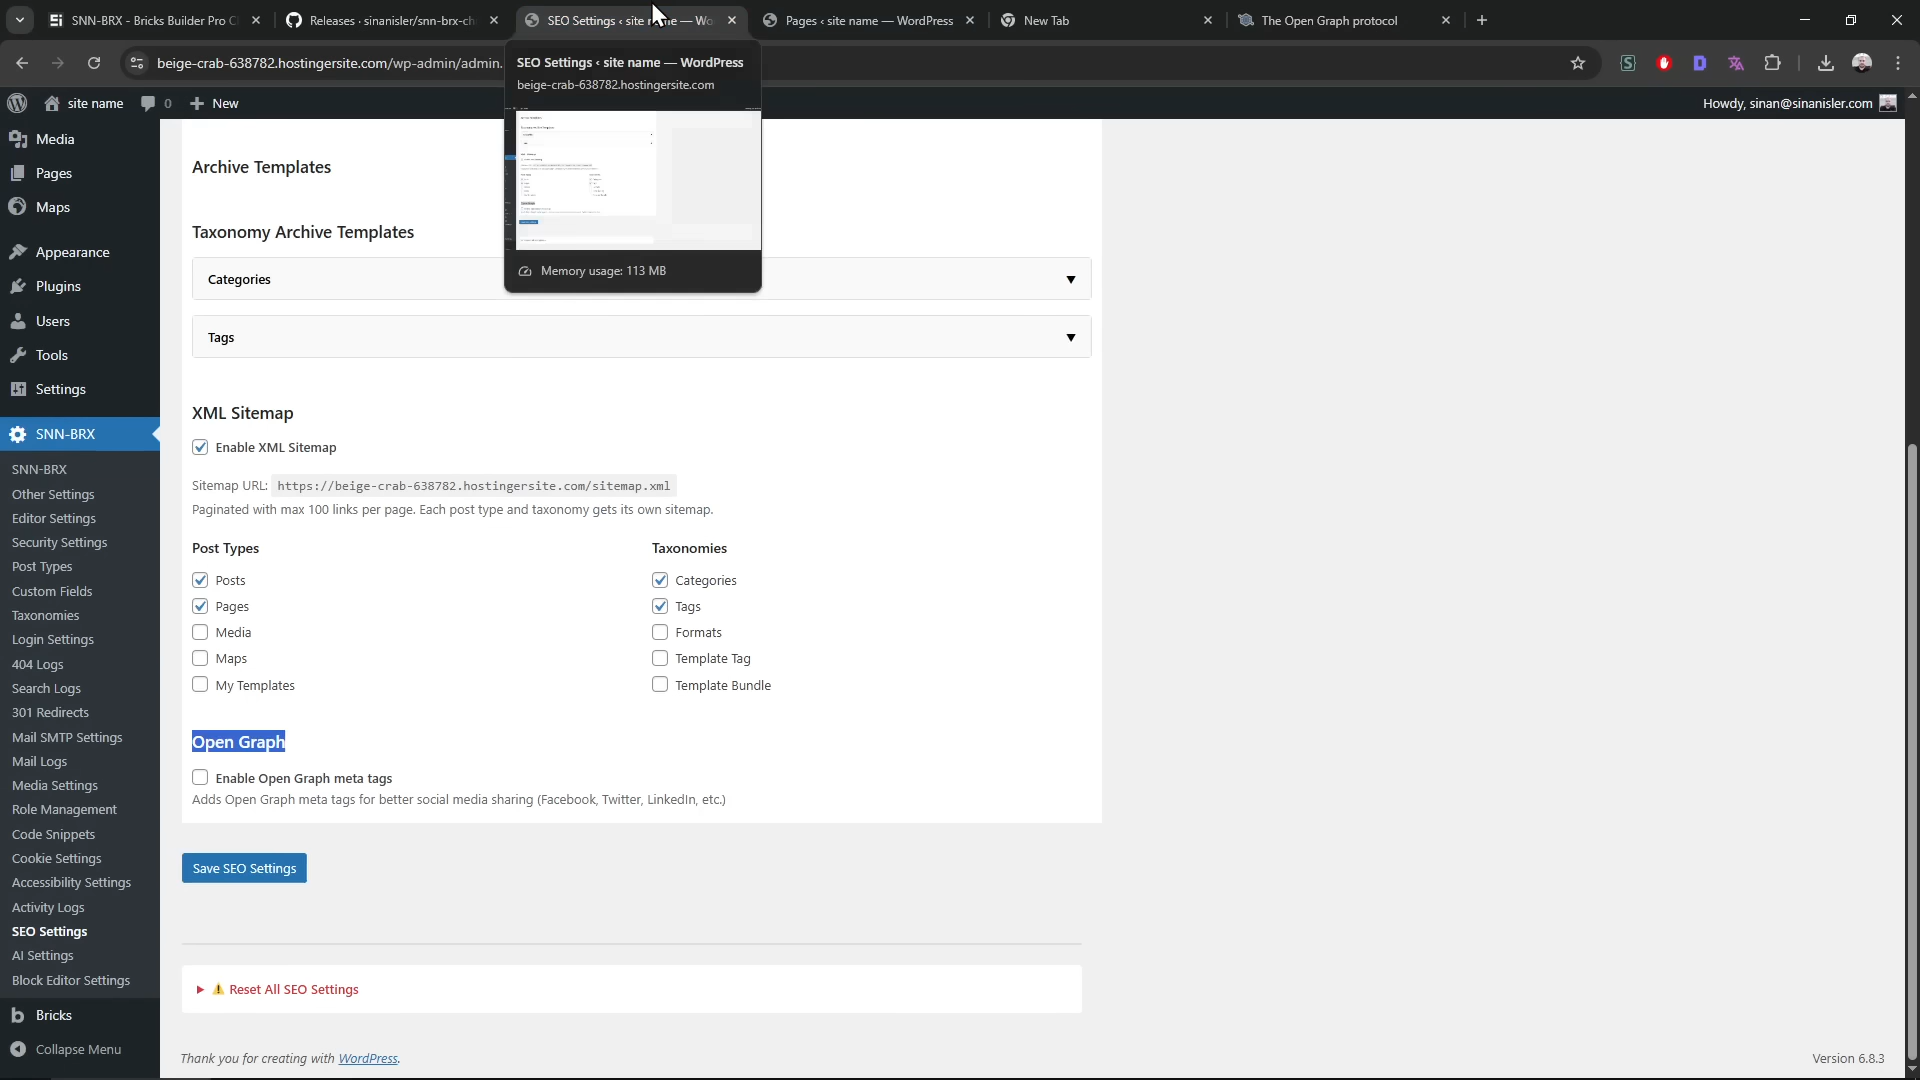 SNN-BRX - Bricks Builder Pro C
Releases · sinanisler/snn-brx-ch
SEO Settings ‹ site name — Wo
Pages ‹ site name — WordPress
New Tab
The Open Graph protocol
beige-crab-638782.hostingersite.com/wp-admin/admin.
SEO Settings ‹ site name — WordPress
beige-crab-638782.hostingersite.com
Memory usage: 113 MB
site name
0
New
Howdy, sinan@sinanisler.com
Media
Pages
Maps
Appearance
Plugins
Users
Tools
Settings
SNN-BRX
SNN-BRX
Other Settings
Editor Settings
Security Settings
Post Types
Custom Fields
Taxonomies
Login Settings
404 Logs
Search Logs
301 Redirects
Mail SMTP Settings
Mail Logs
Media Settings
Role Management
Code Snippets
Cookie Settings
Accessibility Settings
Activity Logs
SEO Settings
AI Settings
Block Editor Settings
Bricks
Collapse Menu
Archive Templates
Taxonomy Archive Templates
Categories
Tags
XML Sitemap
Enable XML Sitemap
Sitemap URL: https://beige-crab-638782.hostingersite.com/sitemap.xml
Paginated with max 100 links per page. Each post type and taxonomy gets its own sitemap.
Post Types
Posts
Pages
Media
Maps
My Templates
Taxonomies
Categories
Tags
Formats
Template Tag
Template Bundle
Open Graph
Enable Open Graph meta tags
Adds Open Graph meta tags for better social media sharing (Facebook, Twitter, LinkedIn, etc.)
Save SEO Settings
Reset All SEO Settings
Thank you for creating with WordPress.
Version 6.8.3